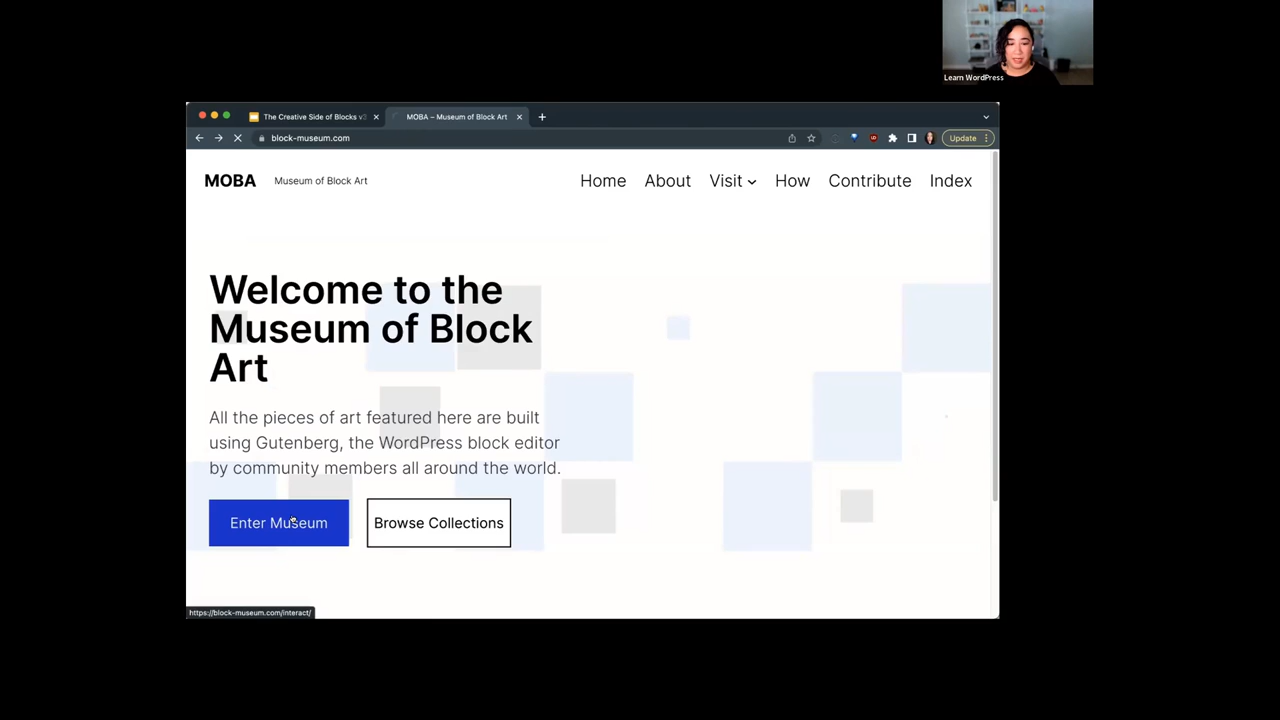 Learn WordPress
The Creative Side of Blocks v3
MOBA – Museum of Block Art
block-museum.com
Update
MOBA
Museum of Block Art
Home
About
Visit
How
Contribute
Index
Welcome to the
Museum of Block
Art
All the pieces of art featured here are built
using Gutenberg, the WordPress block editor
by community members all around the world.
Enter Museum
Browse Collections
https://block-museum.com/interact/